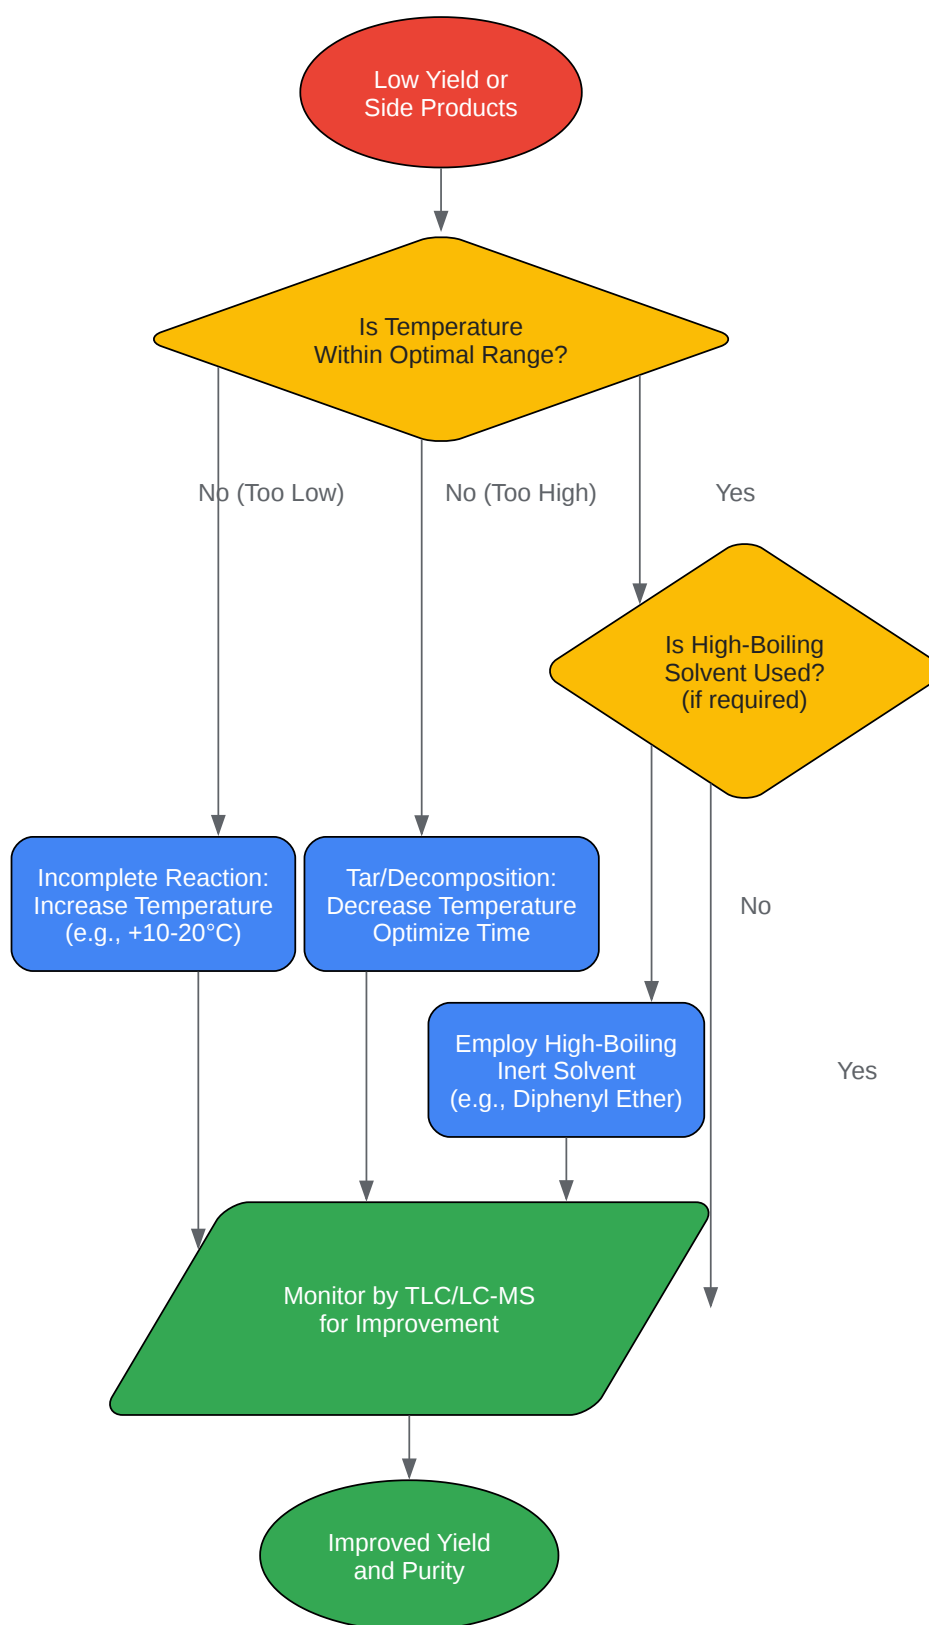 Low Yield or
Side Products
Is Temperature
Within Optimal Range?
No (Too Low)
No (Too High)
Yes
Is High-Boiling
Solvent Used?
(if required)
Incomplete Reaction:
Increase Temperature
(e.g., +10-20°C)
Tar/Decomposition:
Decrease Temperature
Optimize Time
No
Employ High-Boiling
Inert Solvent
(e.g., Diphenyl Ether)
Yes
Monitor by TLC/LC-MS
for Improvement
Improved Yield
and Purity